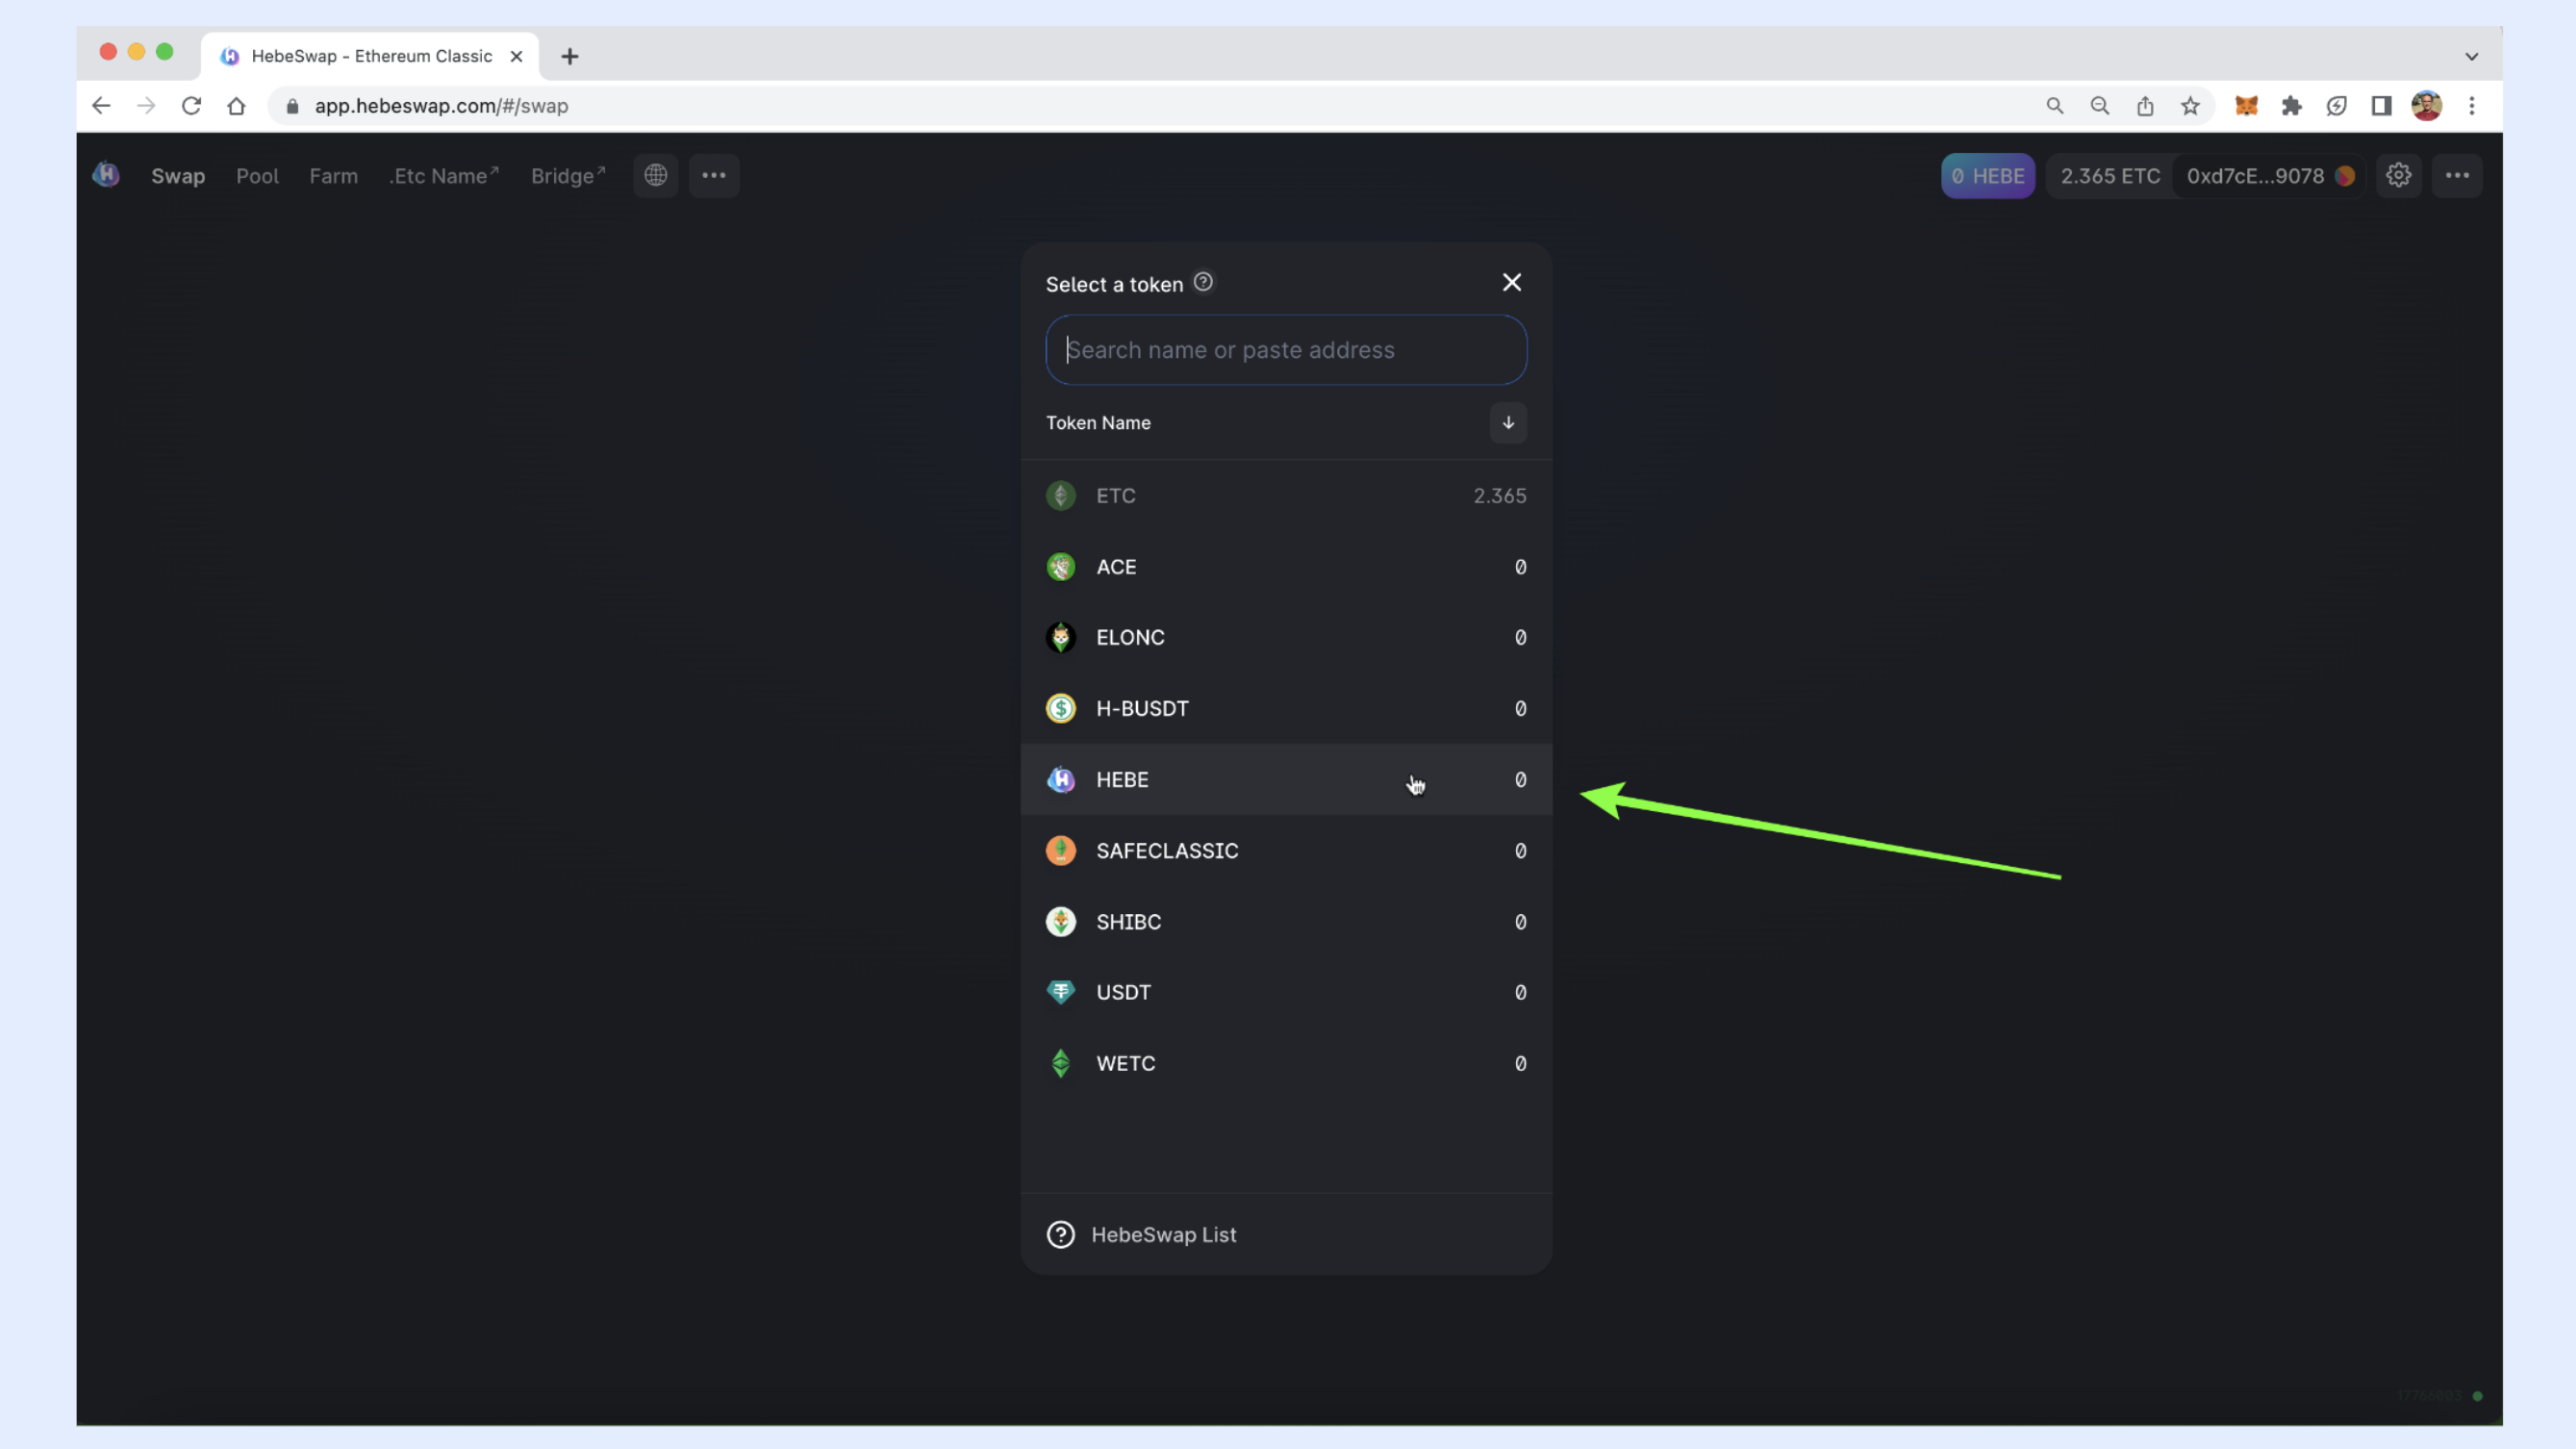 HebeSwap - Ethereum Classic
app.hebeswap.com/#/swap
Swap Pool Farm .Etc Name↗ Bridge↗ 0 HEBE 2.365 ETC 0xd7cE...9078
Select a token
Search name or paste address
Token Name
ETC 2.365
ACE 0
ELONC 0
H-BUSDT 0
HEBE 0
SAFECLASSIC 0
SHIBC 0
USDT 0
WETC 0
HebeSwap List